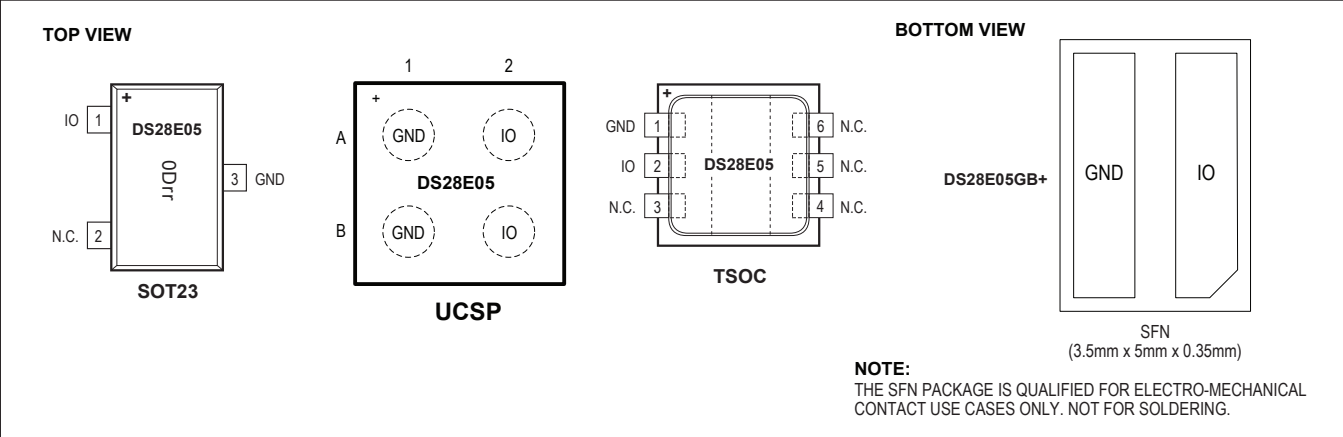 TOP VIEW
+
DS28E05
0Drr
IO 1
N.C. 2
3 GND
SOT23
1 2
+
A GND IO
DS28E05
B GND IO
UCSP
+
GND 1 6 N.C.
IO 2 DS28E05 5 N.C.
N.C. 3 4 N.C.
TSOC
BOTTOM VIEW
DS28E05GB+ GND IO
SFN
(3.5mm x 5mm x 0.35mm)
NOTE:
THE SFN PACKAGE IS QUALIFIED FOR ELECTRO-MECHANICAL
CONTACT USE CASES ONLY. NOT FOR SOLDERING.